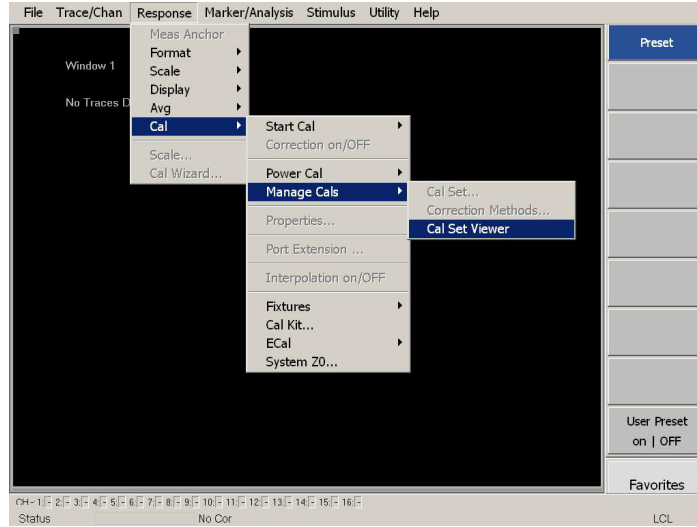 File Trace/Chan Response Marker/Analysis Stimulus Utility Help
Window 1
No Traces D
Meas Anchor
Format
Scale
Display
Avg
Cal
Scale...
Cal Wizard...
Start Cal
Correction on/OFF
Power Cal
Manage Cals
Properties...
Port Extension ...
Interpolation on/OFF
Fixtures
Cal Kit...
ECal
System Z0...
Cal Set...
Correction Methods...
Cal Set Viewer
Preset
User Preset
on | OFF
Favorites
CH - 1:- 2:- 3:- 4:- 5:- 6:- 7:- 8:- 9:- 10:- 11:- 12:- 13:- 14:- 15:- 16:-
Status No Cor LCL